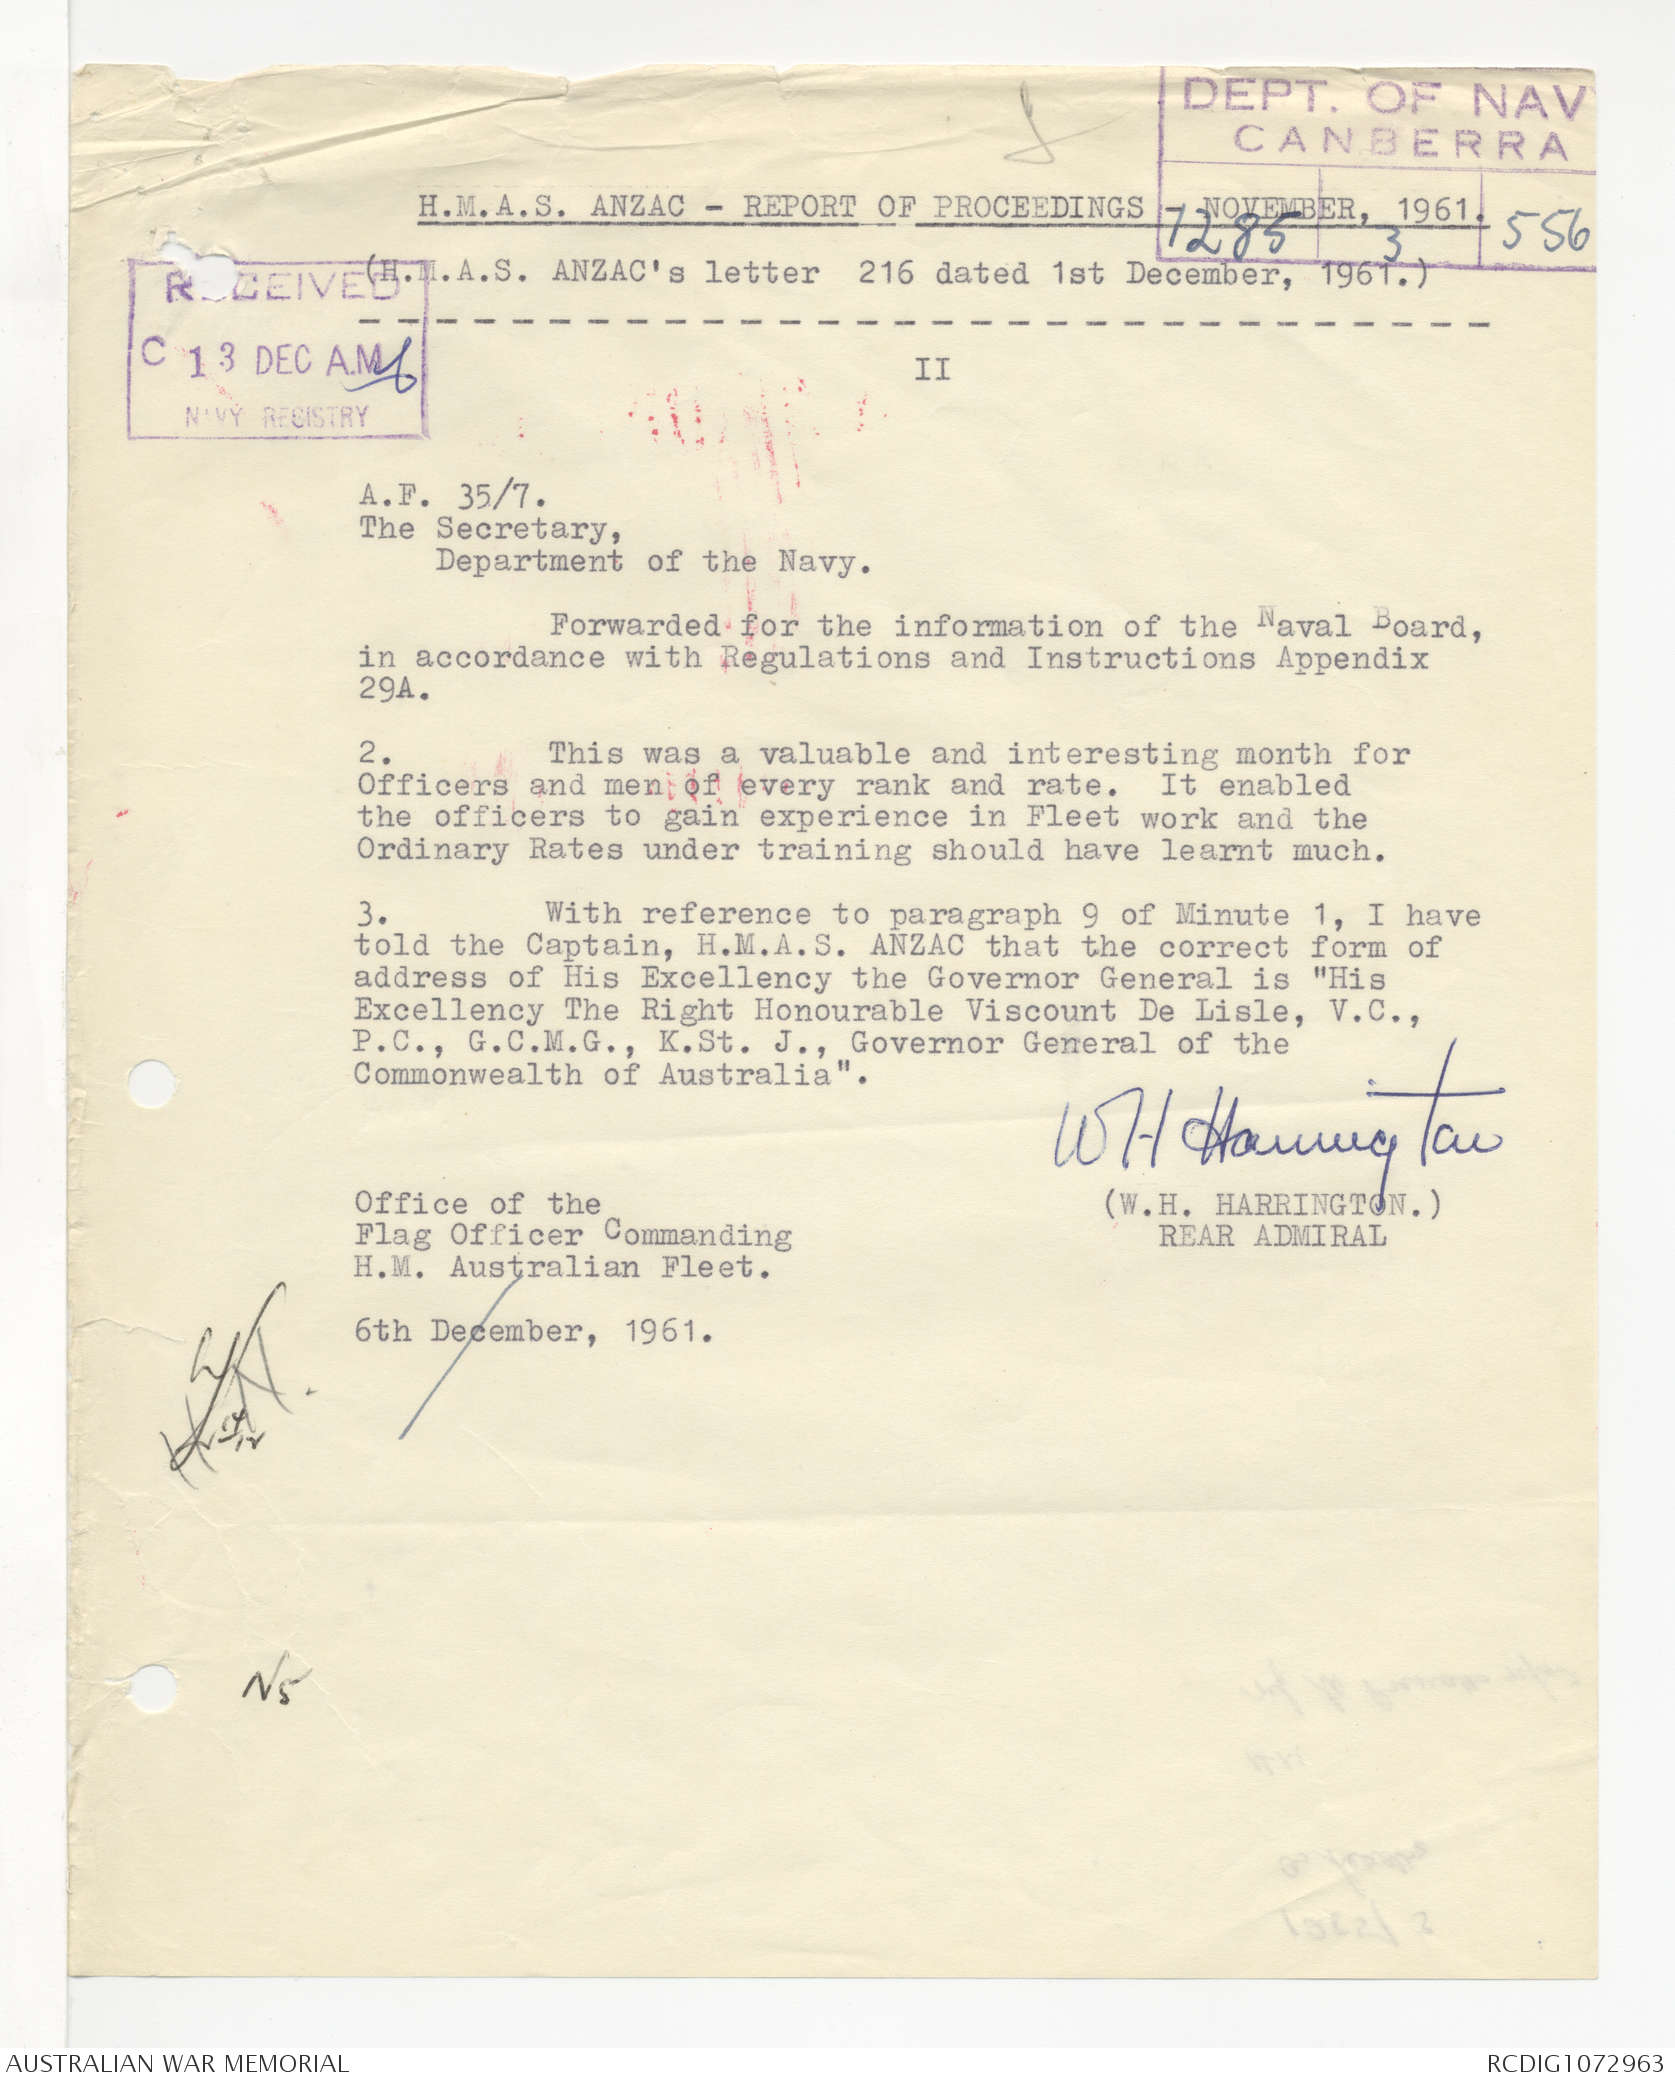 DEPT. OF NAV
CANBERRA
1285 3 556
H.M.A.S. ANZAC - REPORT OF PROCEEDINGS - NOVEMBER, 1961.
(H.M.A.S. ANZAC's letter 216 dated 1st December, 1961.)
RECEIVED
C 13 DEC A.M.
NAVY REGISTRY
II
A.F. 35/7.
The Secretary,
Department of the Navy.
Forwarded for the information of the Naval Board,
in accordance with Regulations and Instructions Appendix
29A.
2. This was a valuable and interesting month for
Officers and men of every rank and rate. It enabled
the officers to gain experience in Fleet work and the
Ordinary Rates under training should have learnt much.
3. With reference to paragraph 9 of Minute 1, I have
told the Captain, H.M.A.S. ANZAC that the correct form of
address of His Excellency the Governor General is "His
Excellency The Right Honourable Viscount De Lisle, V.C.,
P.C., G.C.M.G., K.St. J., Governor General of the
Commonwealth of Australia".
WH Harrington
(W.H. HARRINGTON.)
REAR ADMIRAL
Office of the
Flag Officer Commanding
H.M. Australian Fleet.
6th December, 1961.
14/12
N5
AUSTRALIAN WAR MEMORIAL
RCDIG1072963